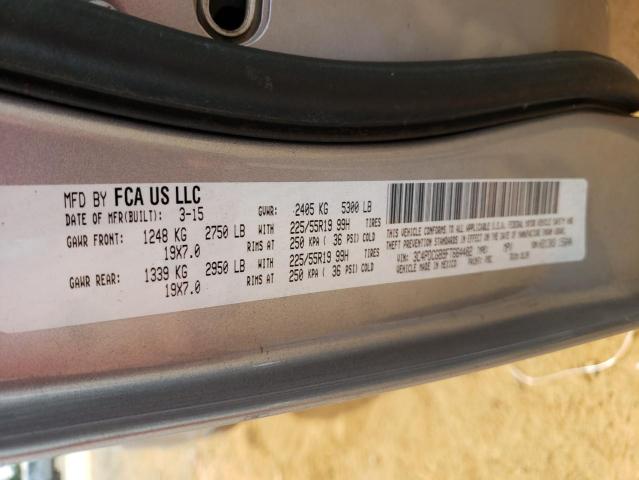 MFD BY FCA US LLC
DATE OF MFR(BUILT): 3-15 GVWR: 2405 KG 5300 LB
GAWR FRONT: 1248 KG 2750 LB WITH 225/55R19 99H TIRES
19X7.0 RIMS AT 250 KPA ( 36 PSI) COLD
GAWR REAR: 1339 KG 2950 LB WITH 225/55R19 99H TIRES
19X7.0 RIMS AT 250 KPA ( 36 PSI) COLD
THIS VEHICLE CONFORMS TO ALL APPLICABLE U.S.A. FEDERAL MOTOR VEHICLE SAFETY AND
THEFT PREVENTION STANDARDS IN EFFECT ON THE DATE OF MANUFACTURE SHOWN ABOVE.
VIN: TYPE: MPV
VEHICLE MADE IN MEXICO PAINT: